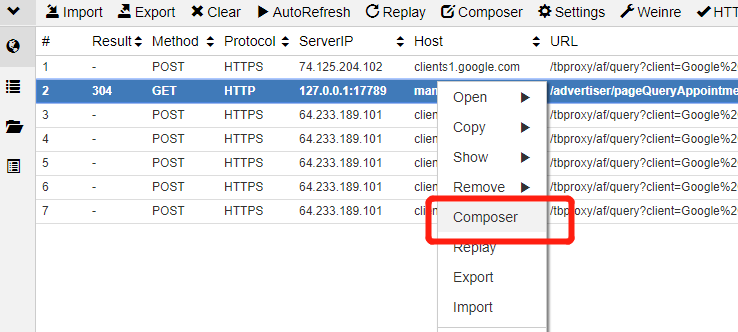 Import Export Clear AutoRefresh Replay Composer Settings Weinre HTT
# Result Method Protocol ServerIP Host URL
1 - POST HTTPS 74.125.204.102 clients1.google.com /tbproxy/af/query?client=Google%20
2 304 GET HTTP 127.0.0.1:17789 man /advertiser/pageQueryAppointme
3 - POST HTTPS 64.233.189.101 clien /tbproxy/af/query?client=Google%20
4 - POST HTTPS 64.233.189.101 clien /tbproxy/af/query?client=Google%20
5 - POST HTTPS 64.233.189.101 clien /tbproxy/af/query?client=Google%20
6 - POST HTTPS 64.233.189.101 clien /tbproxy/af/query?client=Google%20
7 - POST HTTPS 64.233.189.101 clien /tbproxy/af/query?client=Google%20
Open
Copy
Show
Remove
Composer
Replay
Export
Import